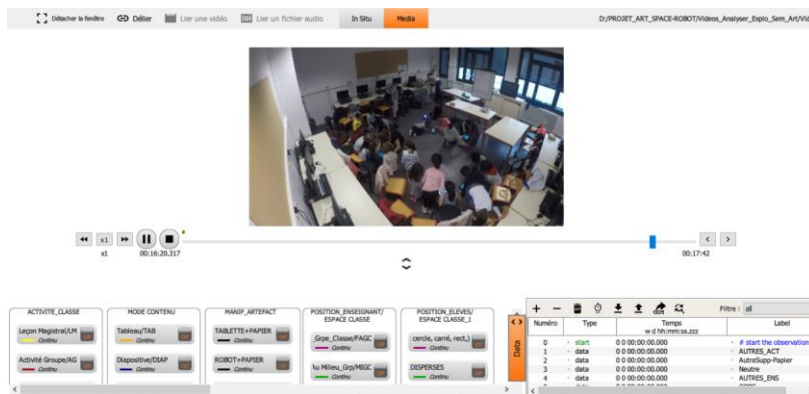 Détacher la fenêtre Délier Lier une vidéo Lier un fichier audio In Situ Media D:/PROJET_ART_SPACE-ROBOT/Videos_Analyser_Explo_Sem_Art/Vid
x1
x1 00:16:20.317 00:17:42
ACTIVITE_CLASSE MODE CONTENU MANIP_ARTEFACT POSITION_ENSEIGNANT/ ESPACE CLASSE POSITION_ELEVES/ ESPACE CLASSE_1
Leçon Magistral/LM Tableau/TAB TABLETTE+PAPIER _Grpe_Classe/FAGC : cercle, carré, rect,)
Continu Continu Continu Continu Continu
Activité Groupe/AG Diapositive/DIAP ROBOT+PAPIER Au Milieu_Grp/MIGC DISPERSES
Continu Continu Continu Continu Continu
Data
Filtre : all
Numéro Type Temps Label
w d hh:mm:ss.zzz
0 start 0 0 00:00:00.000 # start the observation
1 data 0 0 00:00:00.000 AUTRES_ACT
2 data 0 0 00:00:00.000 AutreSupp-Papier
3 data 0 0 00:00:00.000 Neutre
4 data 0 0 00:00:00.000 AUTRES_ENS